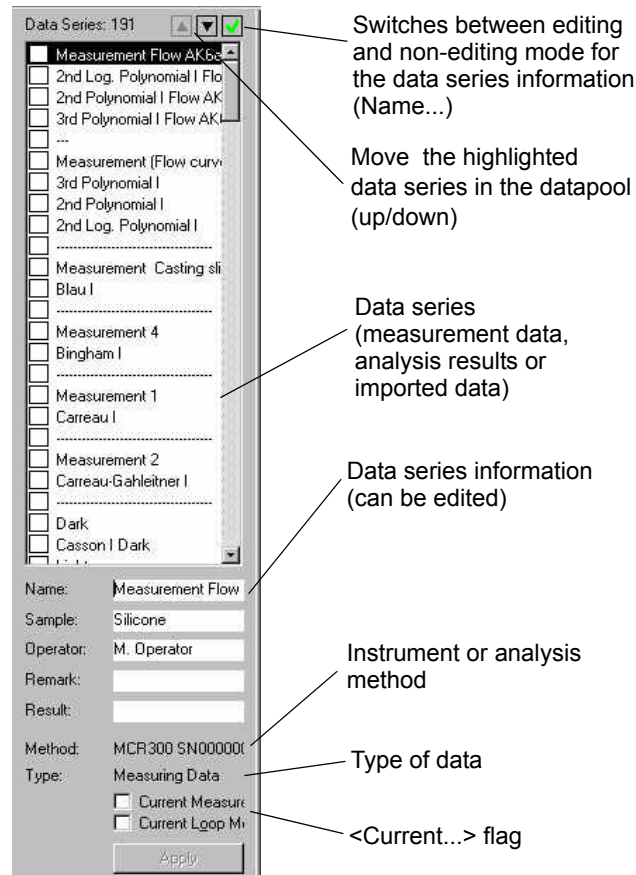 Data Series: 191
Measurement Flow AK6e
2nd Log. Polynomial I Flo
2nd Polynomial I Flow AK
3rd Polynomial I Flow AK
---
Measurement (Flow curv
3rd Polynomial I
2nd Polynomial I
2nd Log. Polynomial I
-----------------------------------
Measurement Casting sli
Blau I
-----------------------------------
Measurement 4
Bingham I
-----------------------------------
Measurement 1
Carreau I
-----------------------------------
Measurement 2
Carreau-Gahleitner I
-----------------------------------
Dark
Casson I Dark
Name: Measurement Flow
Sample: Silicone
Operator: M. Operator
Remark:
Result:
Method: MCR300 SN000000
Type: Measuring Data
Current Measure
Current Loop M
Apply
Switches between editing
and non-editing mode for
the data series information
(Name...)
Move the highlighted
data series in the datapool
(up/down)
Data series
(measurement data,
analysis results or
imported data)
Data series information
(can be edited)
Instrument or analysis
method
Type of data
<Current...> flag